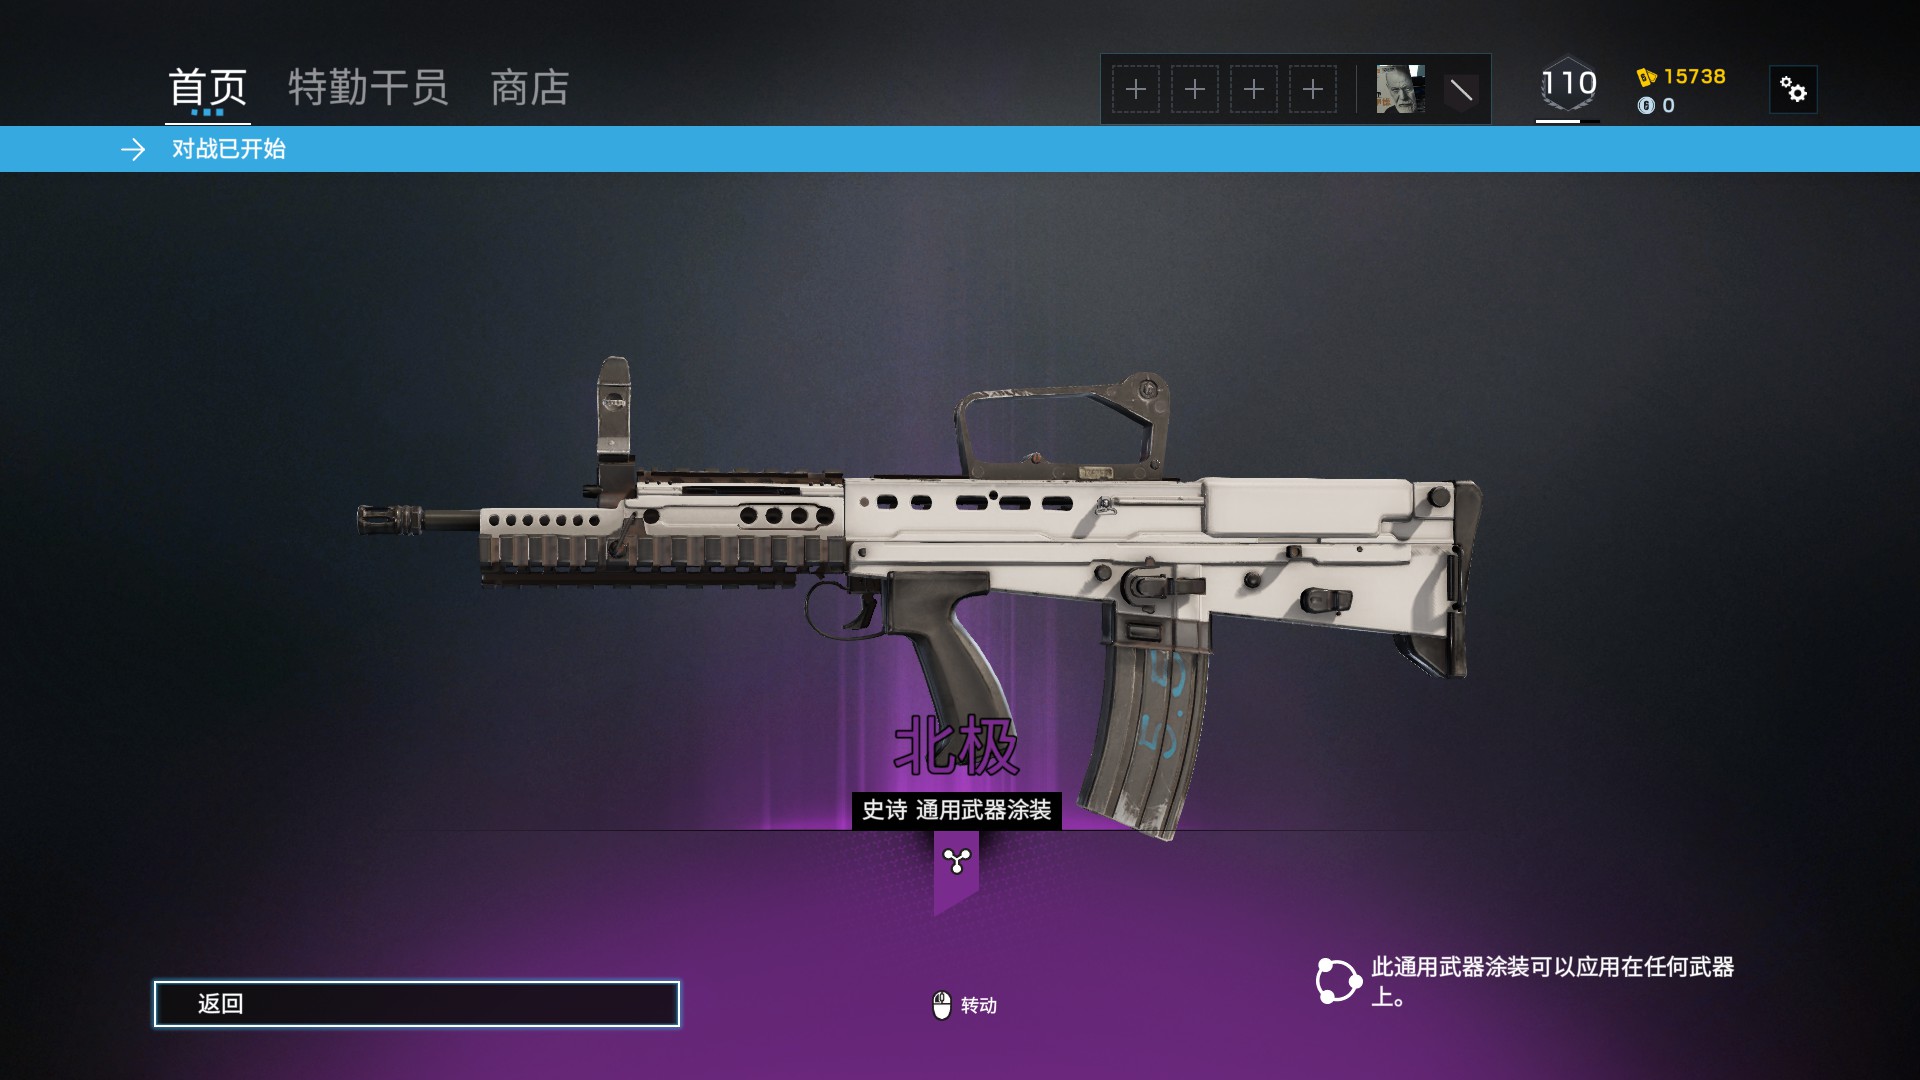 首页 特勤干员 商店
110
15738
0
对战已开始
5.5
北极
史诗 通用武器涂装
返回
转动
此通用武器涂装可以应用在任何武器
上。